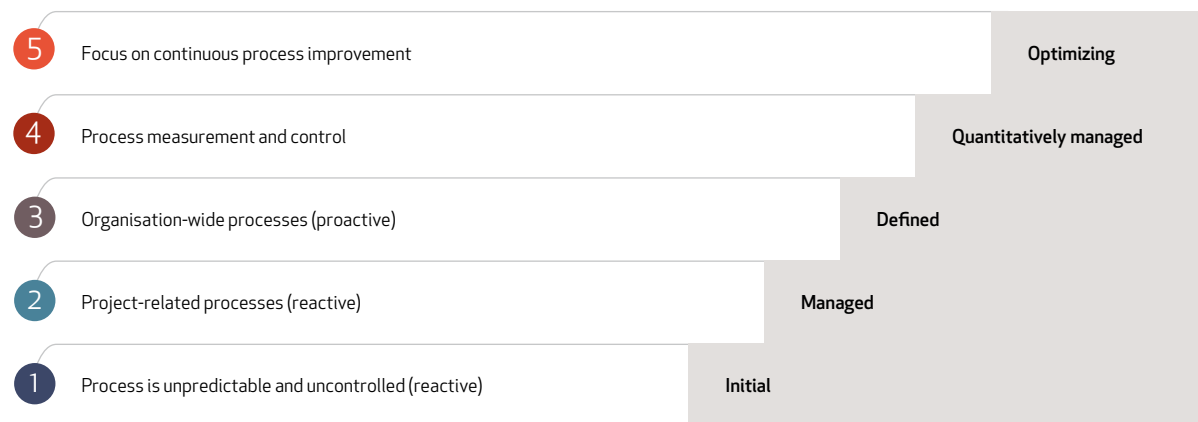 5 Focus on continuous process improvement Optimizing
4 Process measurement and control Quantitatively managed
3 Organisation-wide processes (proactive) Defined
2 Project-related processes (reactive) Managed
1 Process is unpredictable and uncontrolled (reactive) Initial